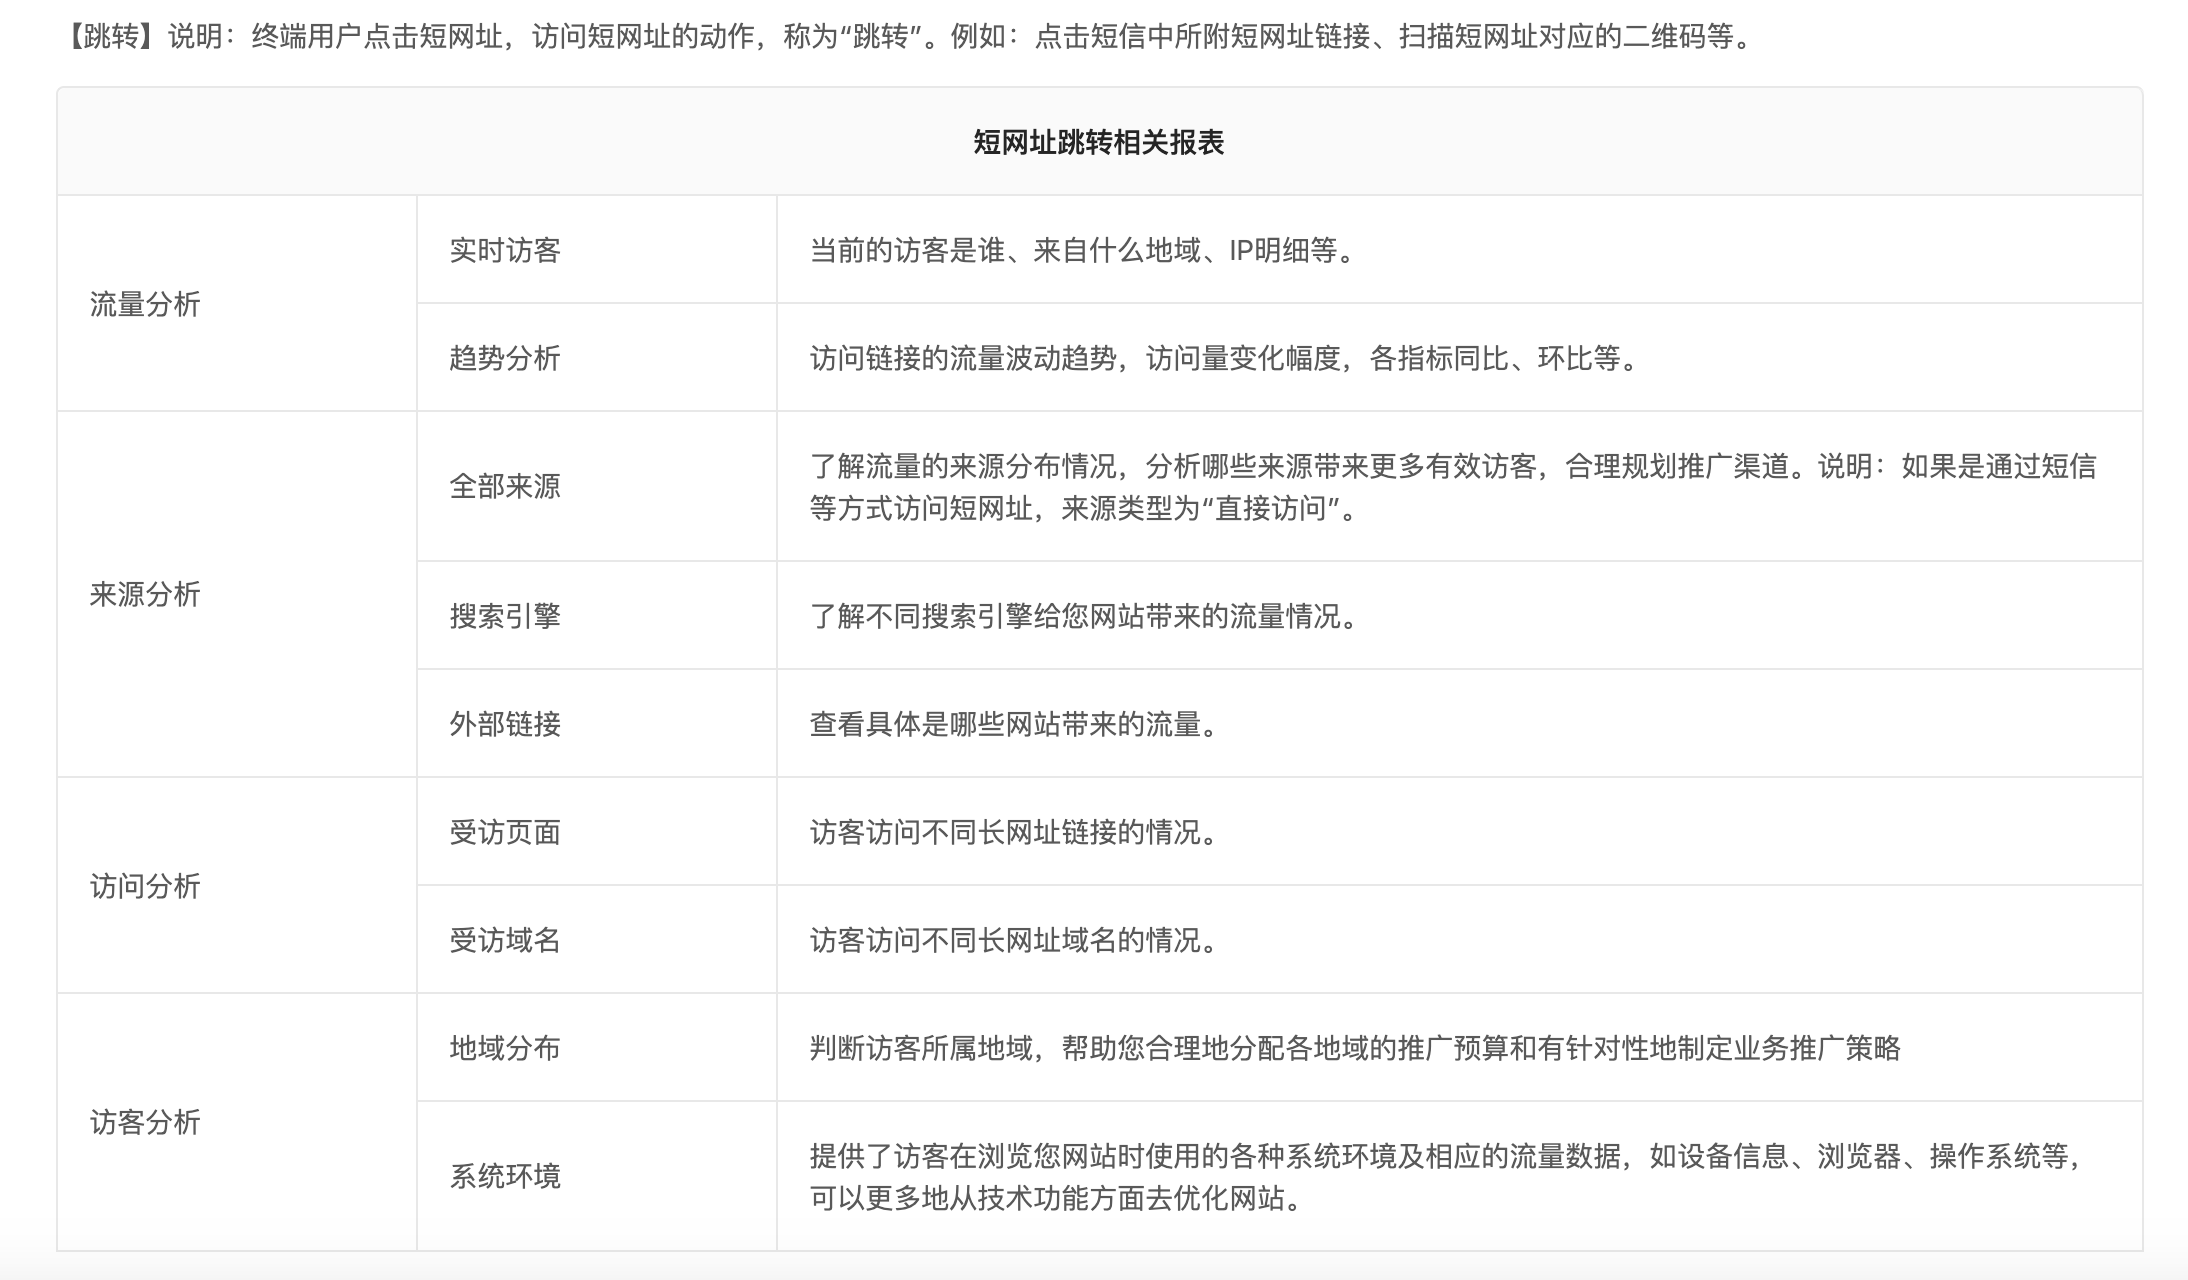 【跳转】说明：终端用户点击短网址，访问短网址的动作，称为“跳转”。例如：点击短信中所附短网址链接、扫描短网址对应的二维码等。
短网址跳转相关报表
流量分析
实时访客
当前的访客是谁、来自什么地域、IP明细等。
趋势分析
访问链接的流量波动趋势，访问量变化幅度，各指标同比、环比等。
来源分析
全部来源
了解流量的来源分布情况，分析哪些来源带来更多有效访客，合理规划推广渠道。说明：如果是通过短信
等方式访问短网址，来源类型为“直接访问”。
搜索引擎
了解不同搜索引擎给您网站带来的流量情况。
外部链接
查看具体是哪些网站带来的流量。
访问分析
受访页面
访客访问不同长网址链接的情况。
受访域名
访客访问不同长网址域名的情况。
访客分析
地域分布
判断访客所属地域，帮助您合理地分配各地域的推广预算和有针对性地制定业务推广策略
系统环境
提供了访客在浏览您网站时使用的各种系统环境及相应的流量数据，如设备信息、浏览器、操作系统等，
可以更多地从技术功能方面去优化网站。